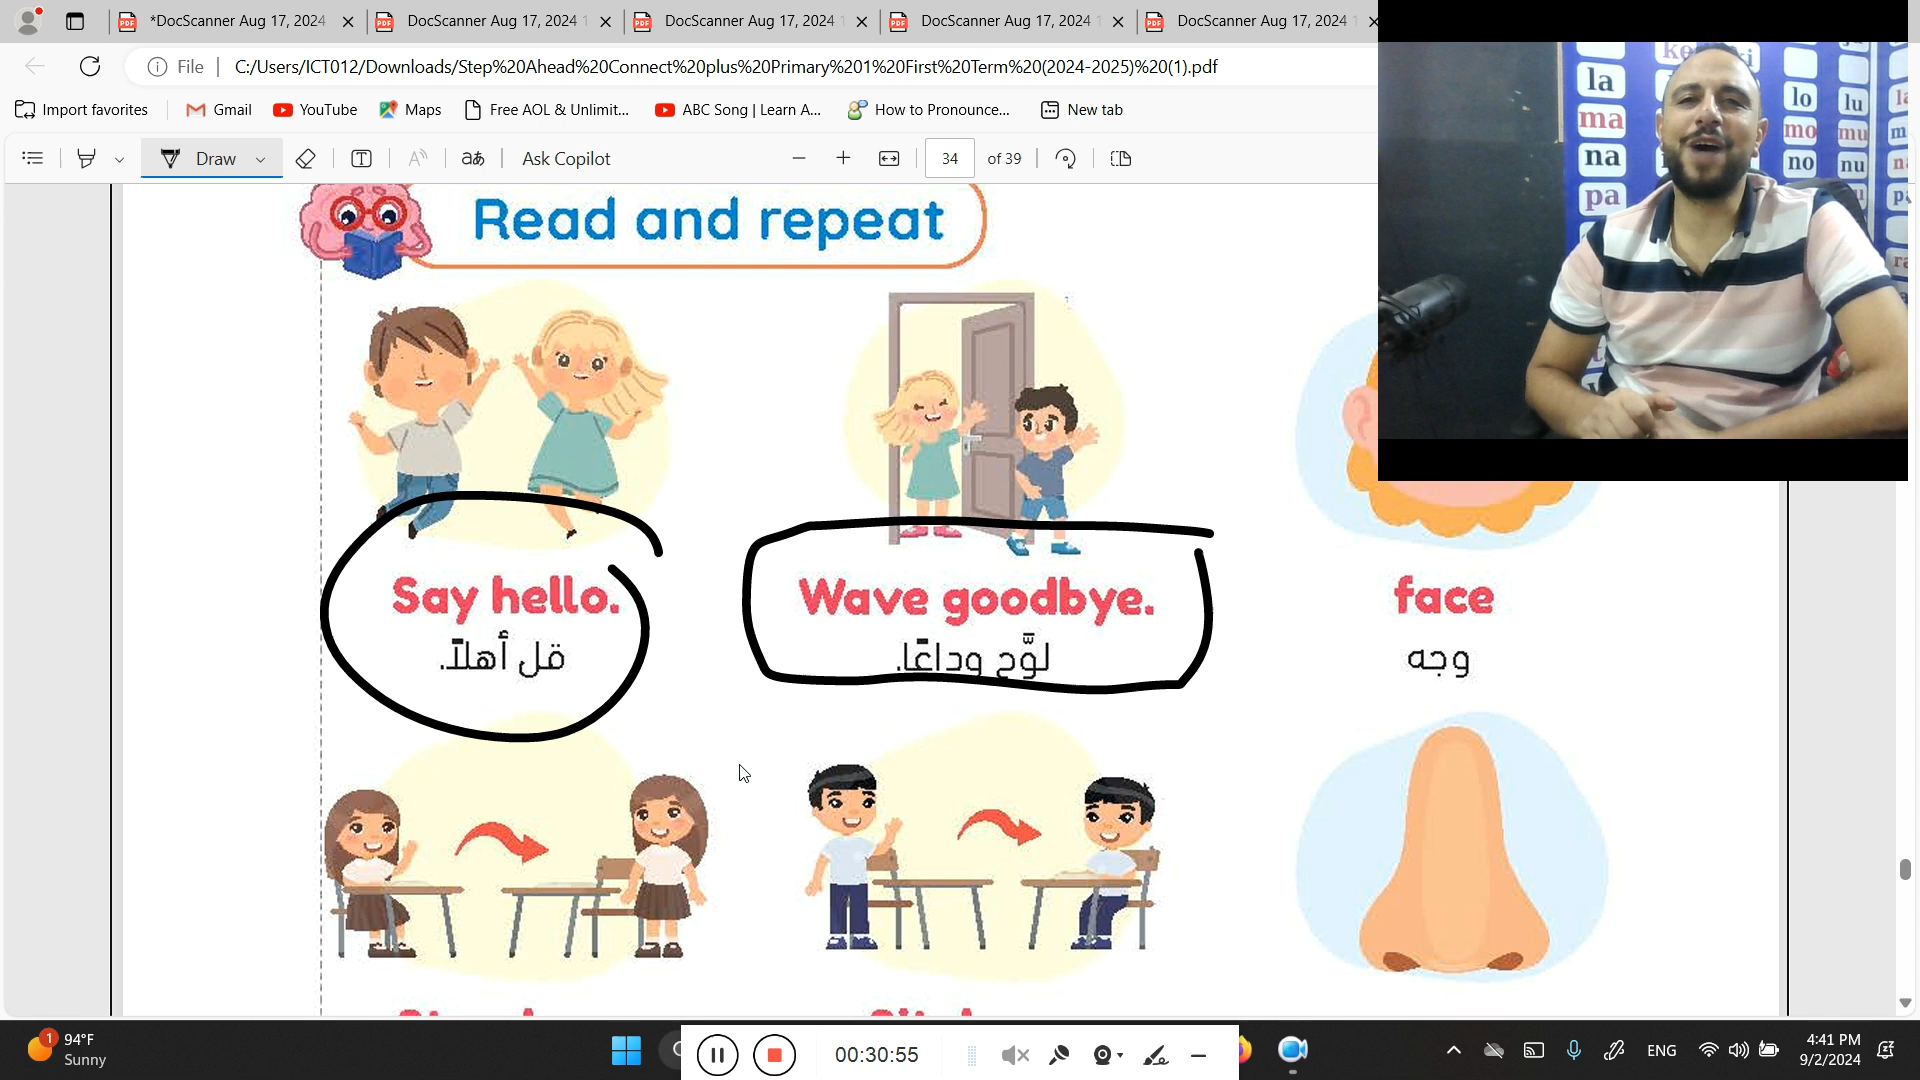 *DocScanner Aug 17, 2024
DocScanner Aug 17, 2024 1
DocScanner Aug 17, 2024 1
DocScanner Aug 17, 2024 1
DocScanner Aug 17, 2024 1
File
C:/Users/ICT012/Downloads/Step%20Ahead%20Connect%20plus%20Primary%201%20First%20Term%20(2024-2025)%20(1).pdf
Import favorites
Gmail
YouTube
Maps
Free AOL & Unlimit...
ABC Song | Learn A...
How to Pronounce...
New tab
Draw
Ask Copilot
34 of 39
la
ma
na
pa
lo
mo
no
lu
mu
nu
Read and repeat
Say hello.
قل أهلاً.
Wave goodbye.
لوَّح وداعًا.
face
وجه
1
94°F
Sunny
00:30:55
ENG
4:41 PM
9/2/2024